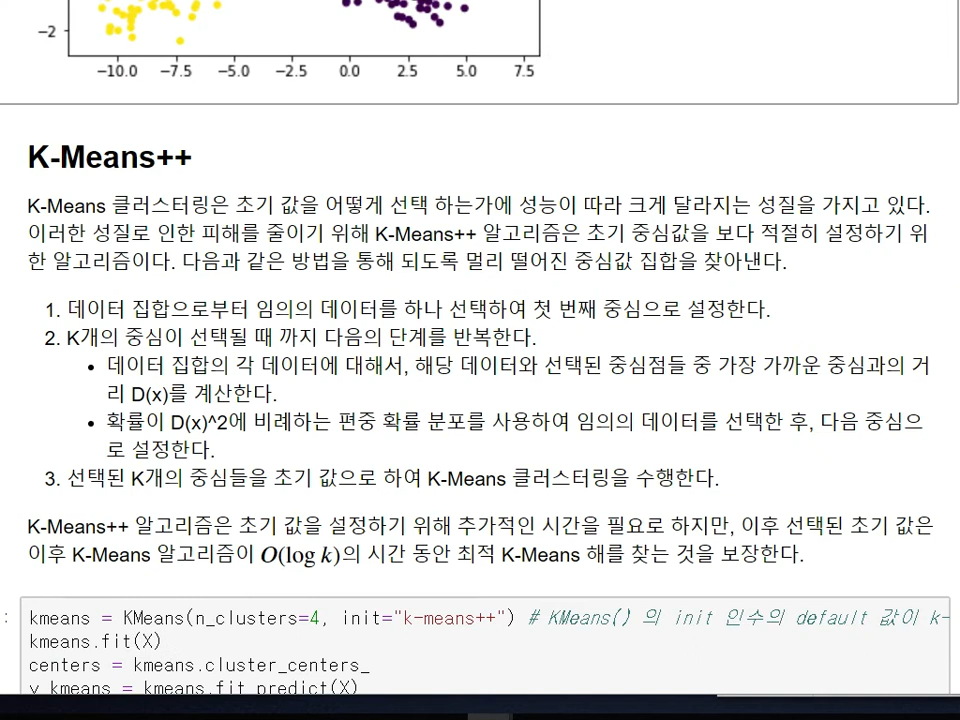 −2
−10.0 −7.5 −5.0 −2.5 0.0 2.5 5.0 7.5
K-Means++
K-Means 클러스터링은 초기 값을 어떻게 선택 하는가에 성능이 따라 크게 달라지는 성질을 가지고 있다.
이러한 성질로 인한 피해를 줄이기 위해 K-Means++ 알고리즘은 초기 중심값을 보다 적절히 설정하기 위
한 알고리즘이다. 다음과 같은 방법을 통해 되도록 멀리 떨어진 중심값 집합을 찾아낸다.
1. 데이터 집합으로부터 임의의 데이터를 하나 선택하여 첫 번째 중심으로 설정한다.
2. K개의 중심이 선택될 때 까지 다음의 단계를 반복한다.
• 데이터 집합의 각 데이터에 대해서, 해당 데이터와 선택된 중심점들 중 가장 가까운 중심과의 거
리 D(x)를 계산한다.
• 확률이 D(x)^2에 비례하는 편중 확률 분포를 사용하여 임의의 데이터를 선택한 후, 다음 중심으
로 설정한다.
3. 선택된 K개의 중심들을 초기 값으로 하여 K-Means 클러스터링을 수행한다.
K-Means++ 알고리즘은 초기 값을 설정하기 위해 추가적인 시간을 필요로 하지만, 이후 선택된 초기 값은
이후 K-Means 알고리즘이 O(log k)의 시간 동안 최적 K-Means 해를 찾는 것을 보장한다.
: kmeans = KMeans(n_clusters=4, init="k-means++") # KMeans() 의 init 인수의 default 값이 k-
kmeans.fit(X)
centers = kmeans.cluster_centers_
y_kmeans = kmeans.fit_predict(X)